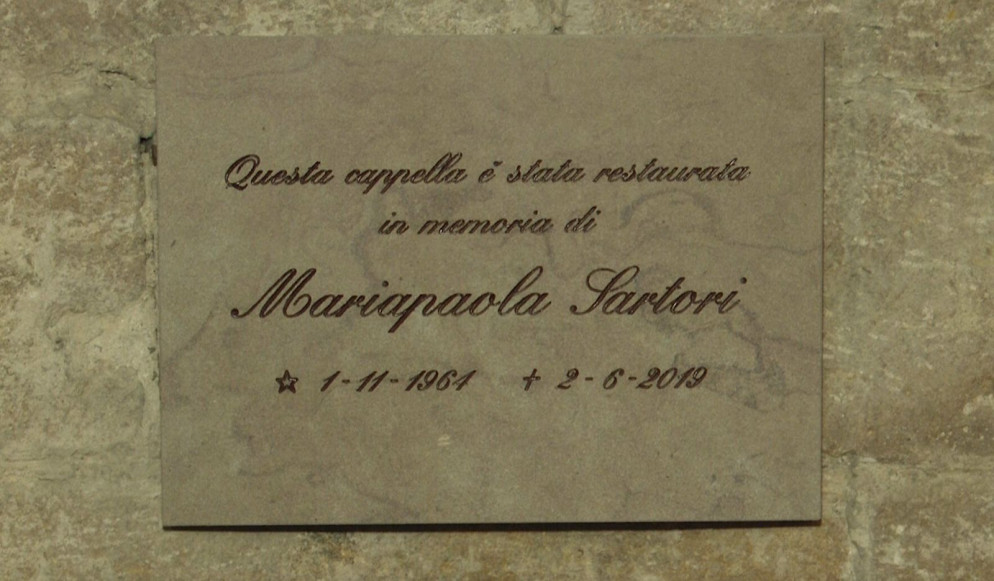 Questa cappella è stata restaurata
in memoria di
Mariapaola Sartori
☆ 1-11-1961 ✝ 2-6-2019